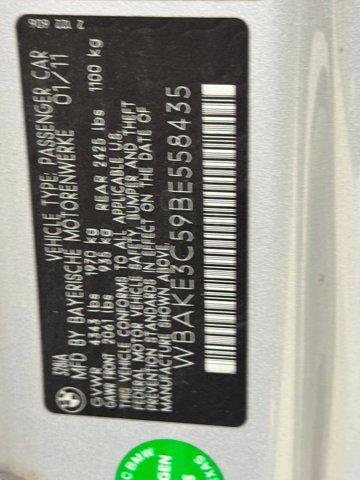 328iA
VEHICLE TYPE: PASSENGER CAR
MFD BY BAYERISCHE MOTORENWERKE 01/11
GVWR 4343 lbs 1970 kg
GAWR FRONT 2061 lbs 935 kg REAR 2425 lbs 1100 kg
THIS VEHICLE CONFORMS TO ALL APPLICABLE U.S.
FEDERAL MOTOR VEHICLE SAFETY, BUMPER AND THEFT
PREVENTION STANDARDS IN EFFECT ON THE DATE OF
MANUFACTURE SHOWN ABOVE.
WBAKE3C59BE558435
BMW